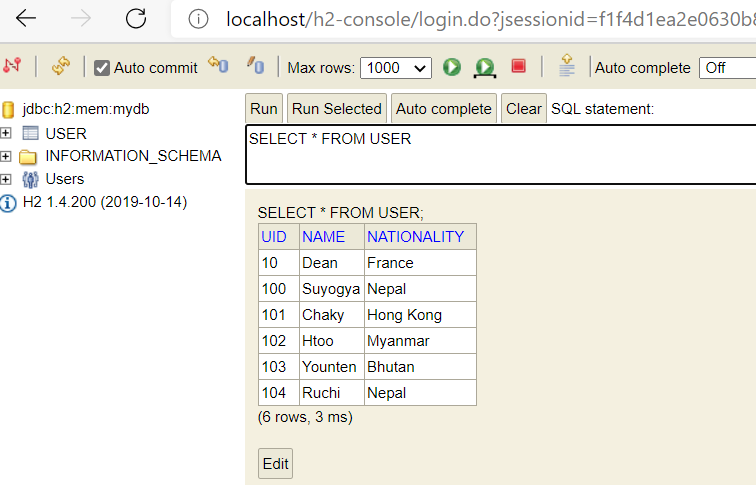 localhost/h2-console/login.do?jsessionid=f1f4d1ea2e0630b8
Auto commit Max rows: 1000 Auto complete Off
jdbc:h2:mem:mydb
USER
INFORMATION_SCHEMA
Users
H2 1.4.200 (2019-10-14)
Run Run Selected Auto complete Clear SQL statement:
SELECT * FROM USER
SELECT * FROM USER;
UID NAME NATIONALITY
10 Dean France
100 Suyogya Nepal
101 Chaky Hong Kong
102 Htoo Myanmar
103 Younten Bhutan
104 Ruchi Nepal
(6 rows, 3 ms)
Edit